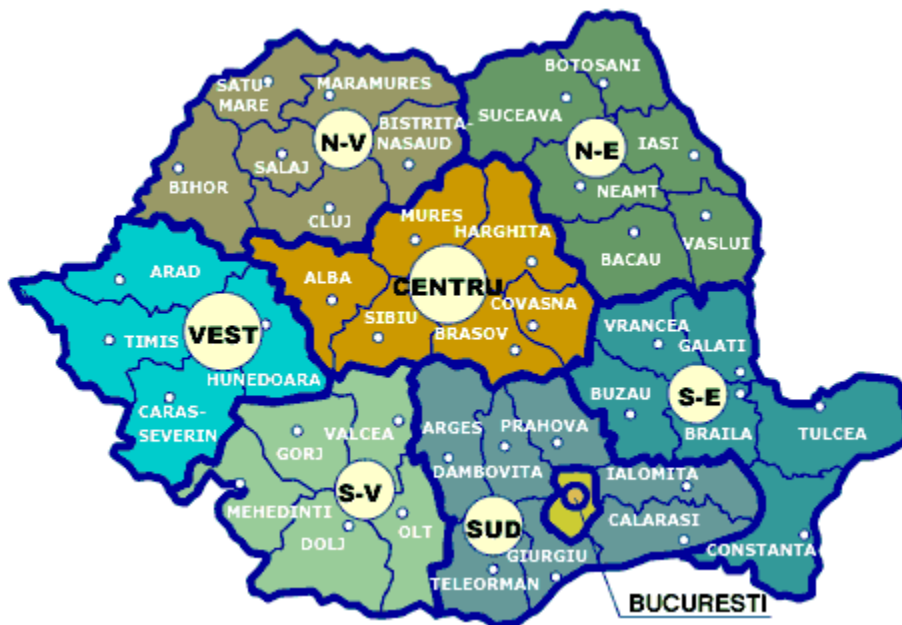 BOTOSANI
SATU-
MARE
MARAMURES
SUCEAVA
BISTRITA-
NASAUD
N-V
N-E
IASI
SALAJ
BIHOR
NEAMT
CLUJ
MURES
HARGHITA
VASLUI
BACAU
ARAD
ALBA
CENTRU
COVASNA
SIBIU
BRASOV
VRANCEA
GALATI
TIMIS
VEST
HUNEDOARA
BUZAU
S-E
CARAS-
SEVERIN
GORJ
VALCEA
ARGES
PRAHOVA
BRAILA
TULCEA
DAMBOVITA
IALOMITA
S-V
MEHEDINTI
DOLJ
OLT
SUD
CALARASI
GIURGIU
CONSTANTA
TELEORMAN
BUCURESTI